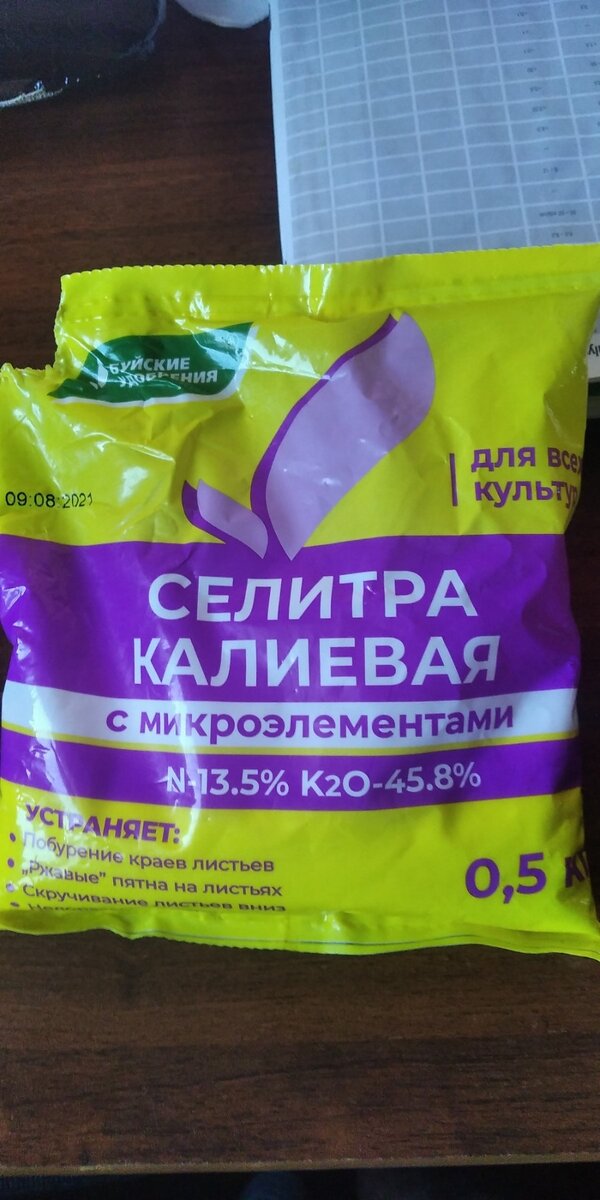 БУЙСКИЕ
УДОБРЕНИЯ
для всех
культур
09:08:2021
СЕЛИТРА
КАЛИЕВАЯ
с микроэлементами
N-13.5% K2O-45.8%
УСТРАНЯЕТ:
• Побурение краев листьев
• „Ржавые" пятна на листьях
• Скручивание листьев вниз
0,5